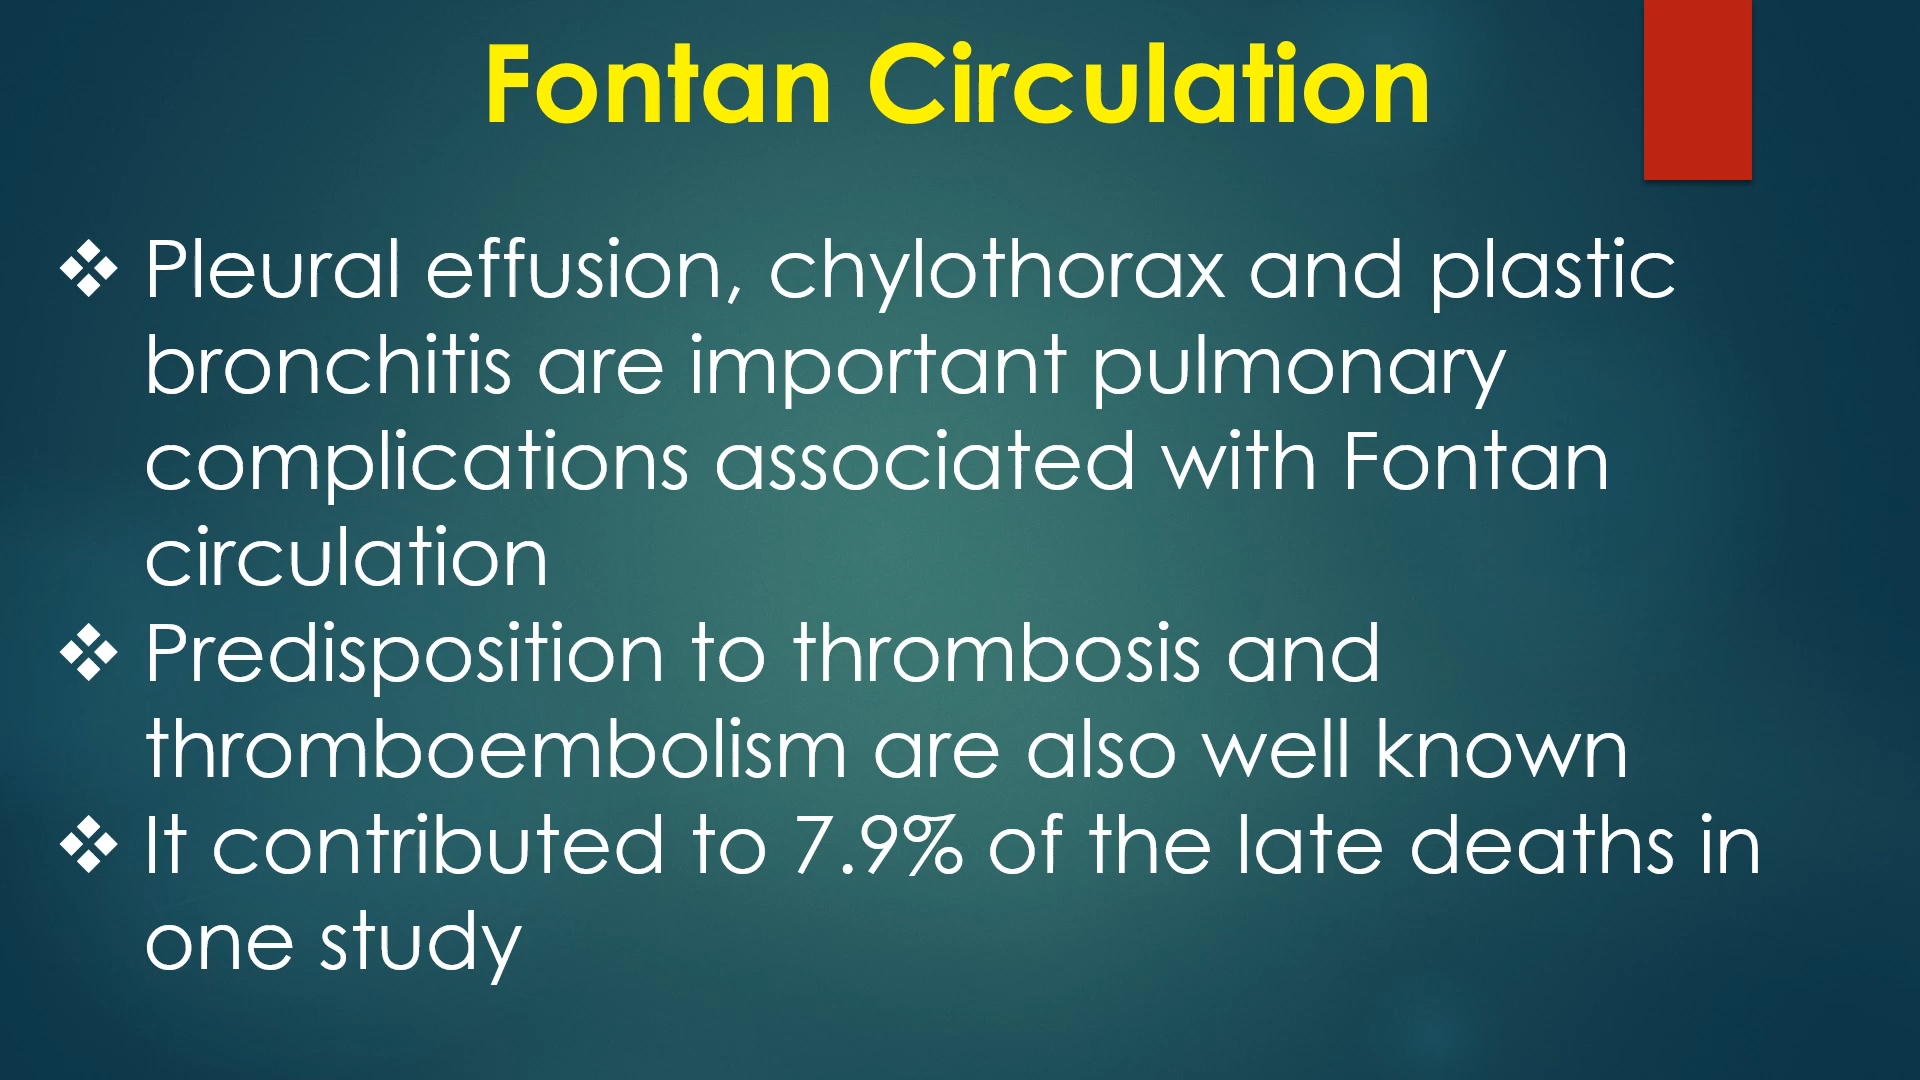 Fontan Circulation
❖ Pleural effusion, chylothorax and plastic
bronchitis are important pulmonary
complications associated with Fontan
circulation
❖ Predisposition to thrombosis and
thromboembolism are also well known
❖ It contributed to 7.9% of the late deaths in
one study